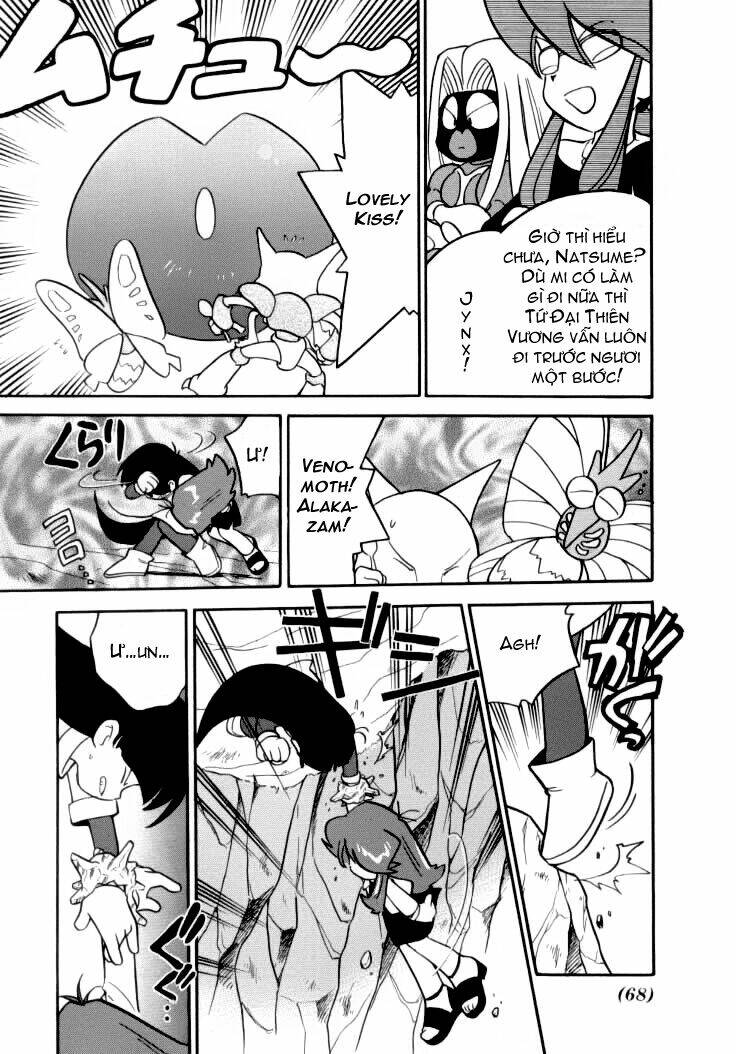 GIỜ THÌ HIỂU
CHƯA, NATSUME?
DÙ MI CÓ LÀM
GÌ ĐI NỮA THÌ
TỨ ĐẠI THIÊN
VƯƠNG VẪN LUÔN
ĐI TRƯỚC NGƯƠI
MỘT BƯỚC!
JYNX!
LOVELY
KISS!
ムチュ〜
VENO-
MOTH!
ALAKA-
ZAM!
Ư!
くらり
AGH!
Ư...UN...
(68)